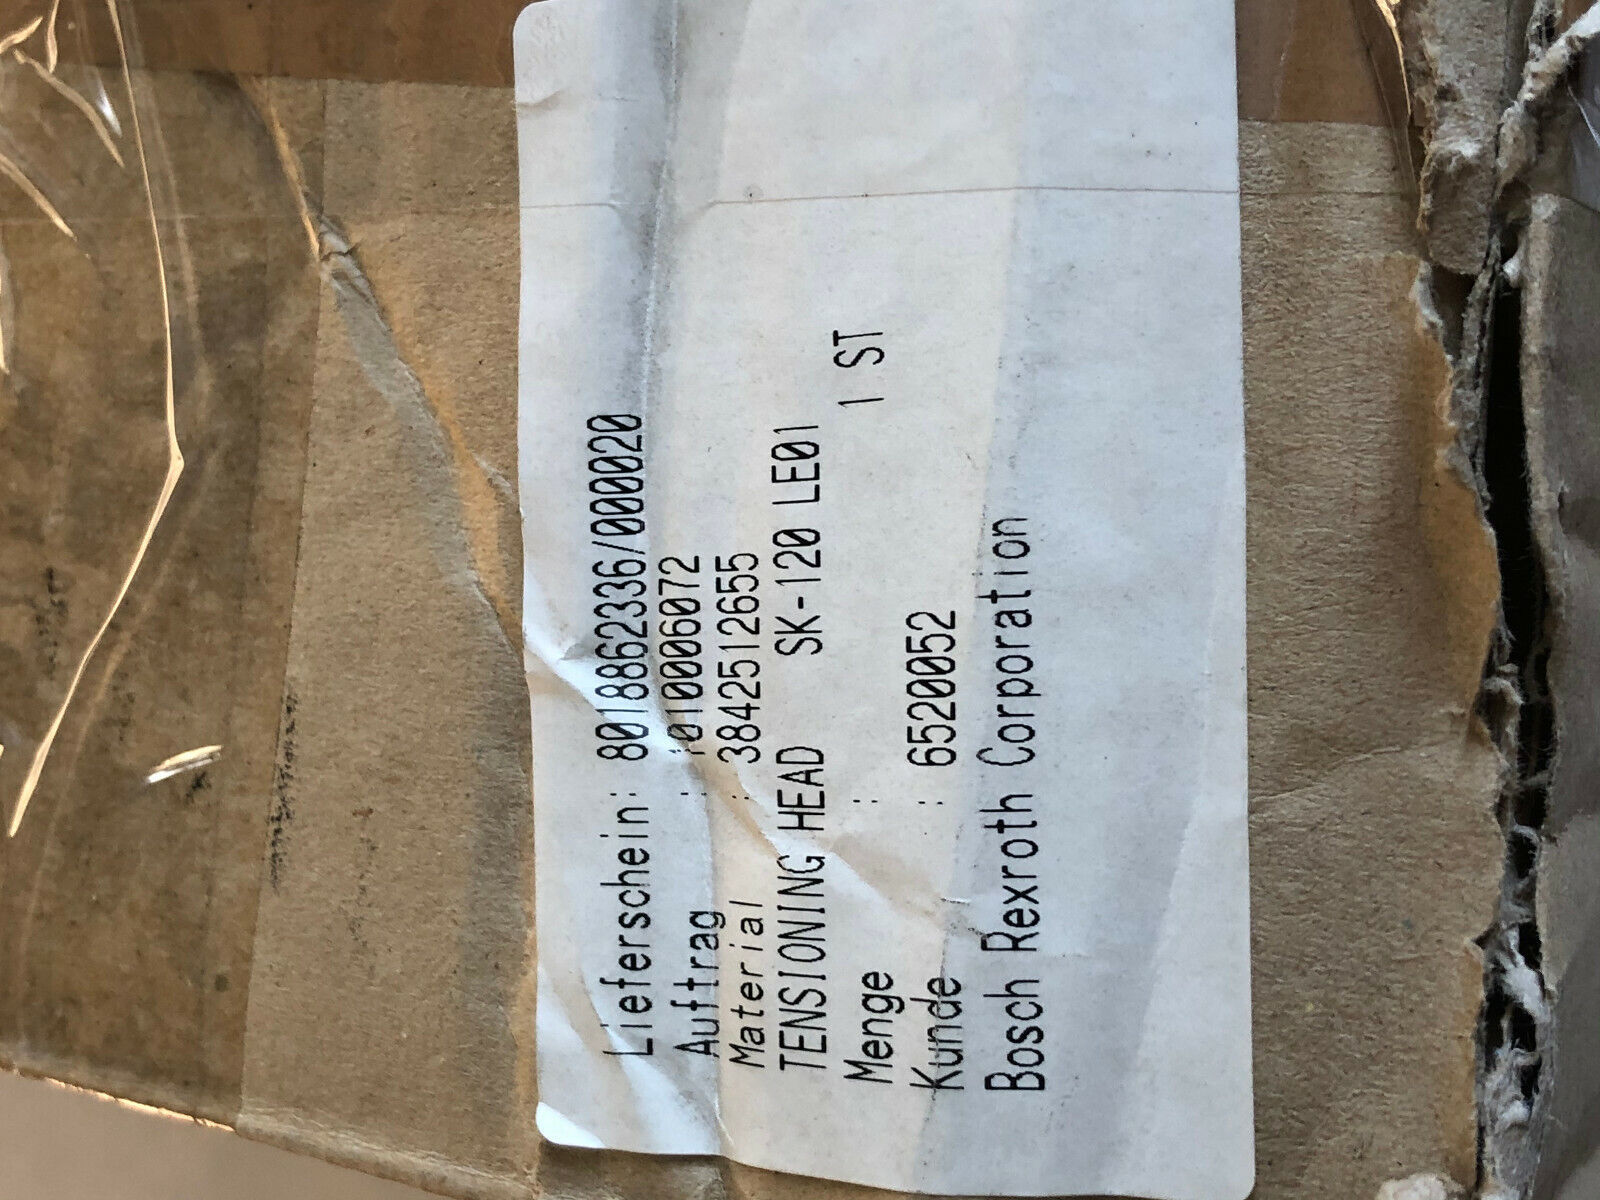 Lieferschein: 8018862336/000020
Auftrag : 1010006072
Material : 3842512655
TENSIONING HEAD SK-120 LE01
Menge : 1 ST
Kunde : 6520052
Bosch Rexroth Corporation